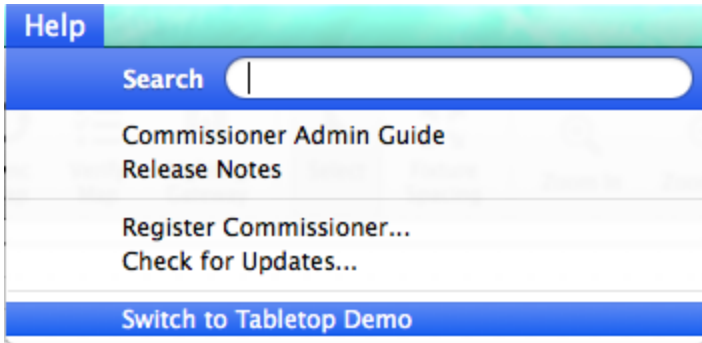 Help
Search
Commissioner Admin Guide
Release Notes
Register Commissioner...
Check for Updates...
Switch to Tabletop Demo